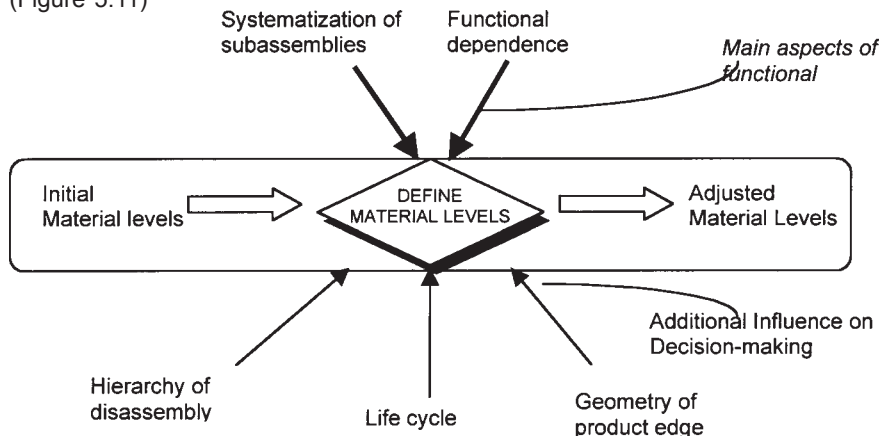 (Figure 5.11)
Systematization of
subassemblies
Functional
dependence
Main aspects of
functional
Initial
Material levels
DEFINE
MATERIAL LEVELS
Adjusted
Material Levels
Additional Influence on
Decision-making
Hierarchy of
disassembly
Life cycle
Geometry of
product edge